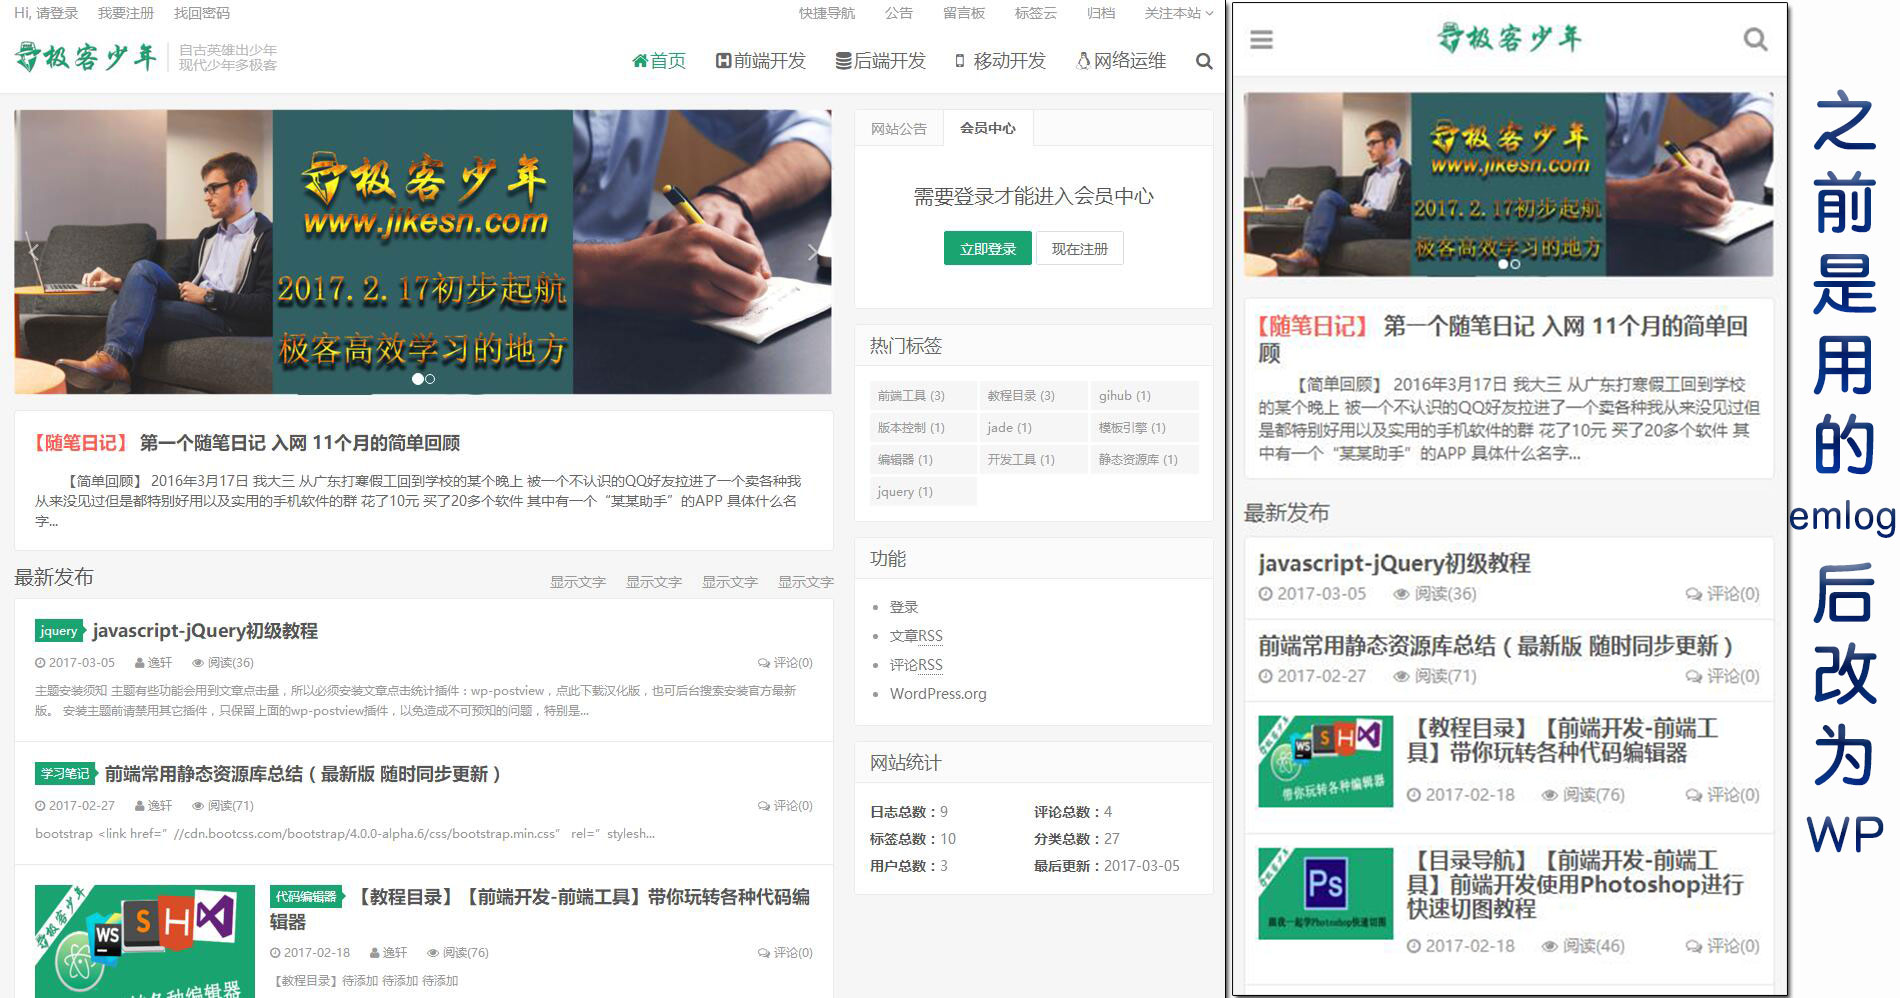 Hi, 请登录 我要注册 找回密码
快捷导航 公告 留言板 标签云 归档 关注本站
极客少年
自古英雄出少年
现代少年多极客
首页 前端开发 后端开发 移动开发 网络运维
极客少年
www.jikesn.com
2017.2.17初步起航
极客高效学习的地方
【随笔日记】 第一个随笔日记 入网 11个月的简单回顾
【简单回顾】 2016年3月17日 我大三 从广东打寒假工回到学校的某个晚上 被一个不认识的QQ好友拉进了一个卖各种我
从来没见过但是都特别好用以及实用的手机软件的群 花了10元 买了20多个软件 其中有一个“某某助手”的APP 具体什么名
字...
最新发布
显示文字 显示文字 显示文字 显示文字
jquery javascript-jQuery初级教程
2017-03-05 逸轩 阅读(36) 评论(0)
主题安装须知 主题有些功能会用到文章点击量，所以必须安装文章点击统计插件：wp-postview，点此下载汉化版，也可后台搜索安装官方最新
版。 安装主题前请禁用其它插件，只保留上面的wp-postview插件，以免造成不可预知的问题，特别是...
学习笔记 前端常用静态资源库总结（最新版 随时同步更新）
2017-02-27 逸轩 阅读(71) 评论(0)
bootstrap <link href=”//cdn.bootcss.com/bootstrap/4.0.0-alpha.6/css/bootstrap.min.css” rel=”stylesh...
极客少年
WS S H
带你玩转各种编辑器
代码编辑器 【教程目录】【前端开发-前端工具】带你玩转各种代码编
辑器
2017-02-18 逸轩 阅读(76) 评论(0)
【教程目录】待添加 待添加 待添加
网站公告 会员中心
需要登录才能进入会员中心
立即登录 现在注册
热门标签
前端工具 (3) 教程目录 (3) gihub (1)
版本控制 (1) jade (1) 模板引擎 (1)
编辑器 (1) 开发工具 (1) 静态资源库 (1)
jquery (1)
功能
登录
文章RSS
评论RSS
WordPress.org
网站统计
日志总数：9 评论总数：4
标签总数：10 分类总数：27
用户总数：3 最后更新：2017-03-05
极客少年
极客少年
www.jikesn.com
2017.2.17初步起航
极客高效学习的地方
【随笔日记】 第一个随笔日记 入网 11个月的简单回
顾
【简单回顾】 2016年3月17日 我大三 从广东打寒假工回到学校
的某个晚上 被一个不认识的QQ好友拉进了一个卖各种我从来没见过但
是都特别好用以及实用的手机软件的群 花了10元 买了20多个软件 其
中有一个“某某助手”的APP 具体什么名字...
最新发布
javascript-jQuery初级教程
2017-03-05 阅读(36) 评论(0)
前端常用静态资源库总结（最新版 随时同步更新）
2017-02-27 阅读(71) 评论(0)
WS S H
带你玩转各种编辑器
【教程目录】【前端开发-前端工
具】带你玩转各种代码编辑器
2017-02-18 阅读(76) 评论(0)
Ps
跟我一起学Photoshop快速切图
【目录导航】【前端开发-前端工
具】前端开发使用Photoshop进行
快速切图教程
2017-02-18 阅读(46) 评论(0)
之前是用的
emlog
后改为
WP